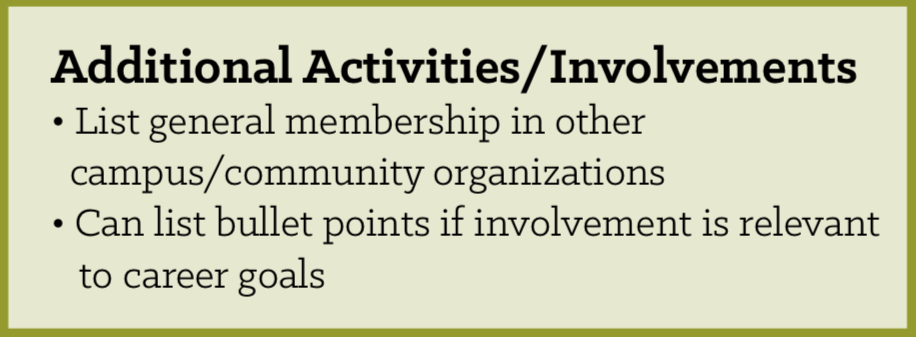 Additional Activities/Involvements
• List general membership in other
campus/community organizations
• Can list bullet points if involvement is relevant
to career goals